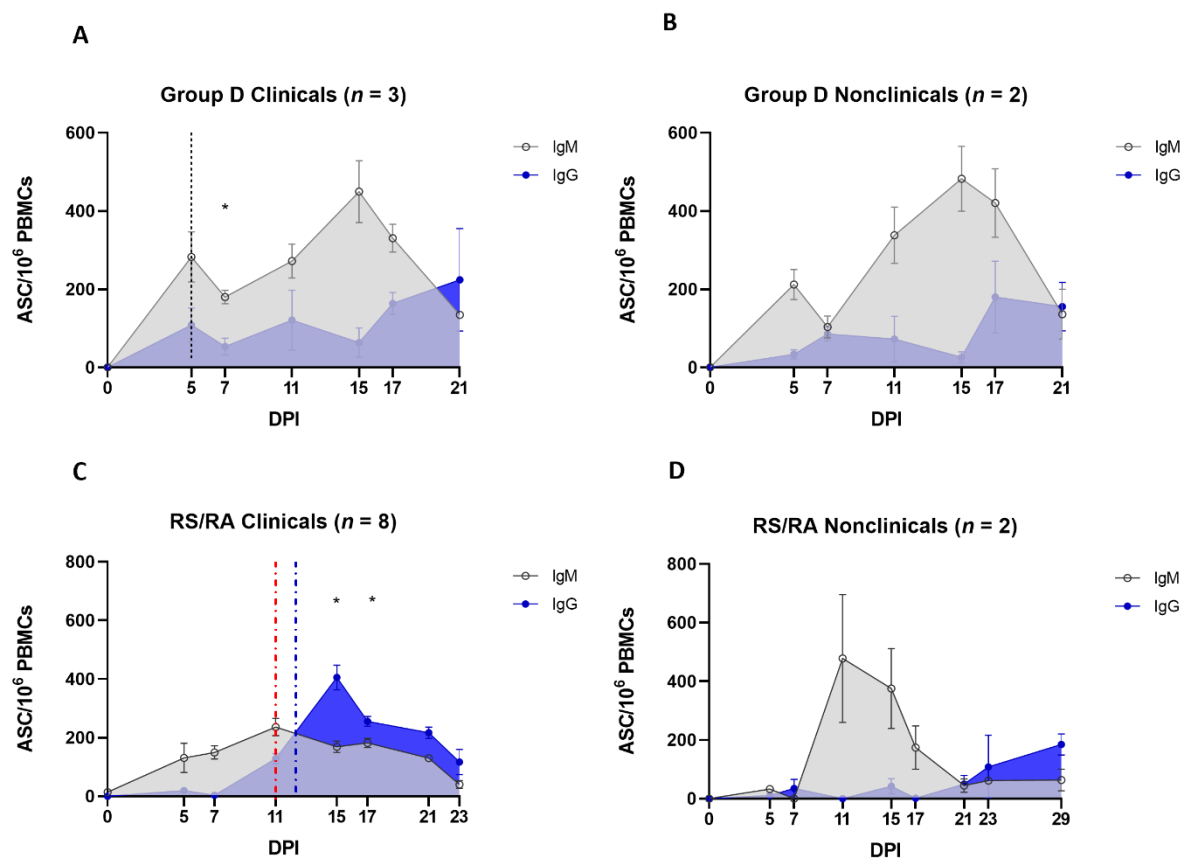 A
Group D Clinicals (n = 3)
600
400
200
0
ASC/10⁶ PBMCs
*
IgM
IgG
0 5 7 11 15 17 21
DPI
B
Group D Nonclinicals (n = 2)
600
400
200
0
ASC/10⁶ PBMCs
IgM
IgG
0 5 7 11 15 17 21
DPI
C
RS/RA Clinicals (n = 8)
800
600
400
200
0
ASC/10⁶ PBMCs
* *
IgM
IgG
0 5 7 11 15 17 21 23
DPI
D
RS/RA Nonclinicals (n = 2)
800
600
400
200
0
ASC/10⁶ PBMCs
IgM
IgG
0 5 7 11 15 17 21 23 29
DPI